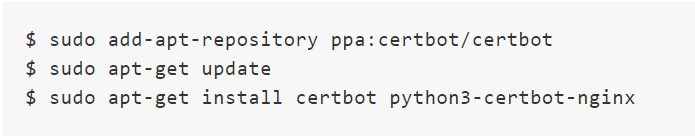 $ sudo add-apt-repository ppa:certbot/certbot
$ sudo apt-get update
$ sudo apt-get install certbot python3-certbot-nginx